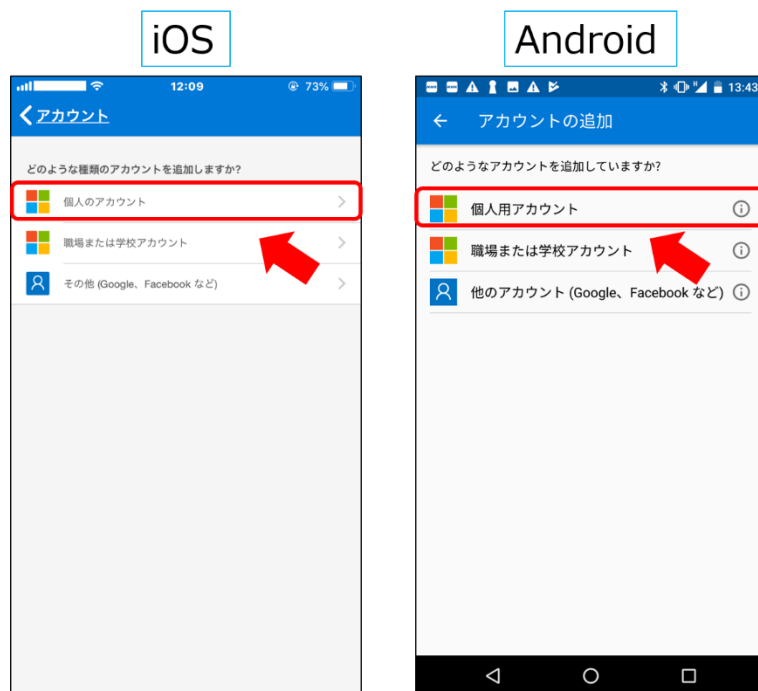 iOS
12:09
73%
アカウント
どのような種類のアカウントを追加しますか?
個人のアカウント
職場または学校アカウント
その他 (Google、Facebook など)
Android
13:43
アカウントの追加
どのようなアカウントを追加していますか?
個人用アカウント
職場または学校アカウント
他のアカウント (Google、Facebook など)